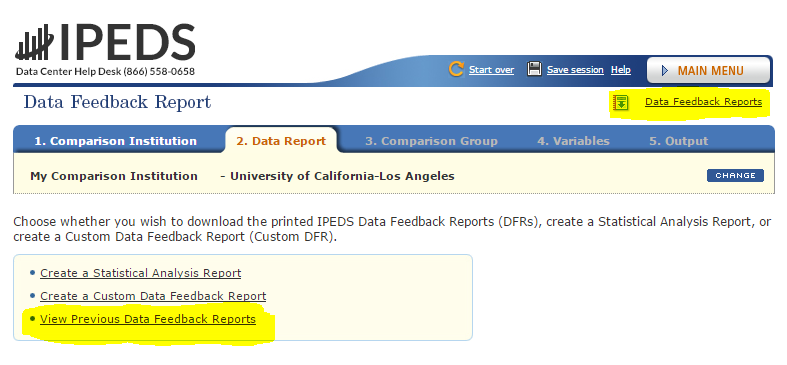 IPEDS
Data Center Help Desk (866) 558-0658
Start over Save session Help MAIN MENU
Data Feedback Report
Data Feedback Reports
1. Comparison Institution 2. Data Report 3. Comparison Group 4. Variables 5. Output
My Comparison Institution - University of California-Los Angeles CHANGE
Choose whether you wish to download the printed IPEDS Data Feedback Reports (DFRs), create a Statistical Analysis Report, or
create a Custom Data Feedback Report (Custom DFR).
Create a Statistical Analysis Report
Create a Custom Data Feedback Report
View Previous Data Feedback Reports